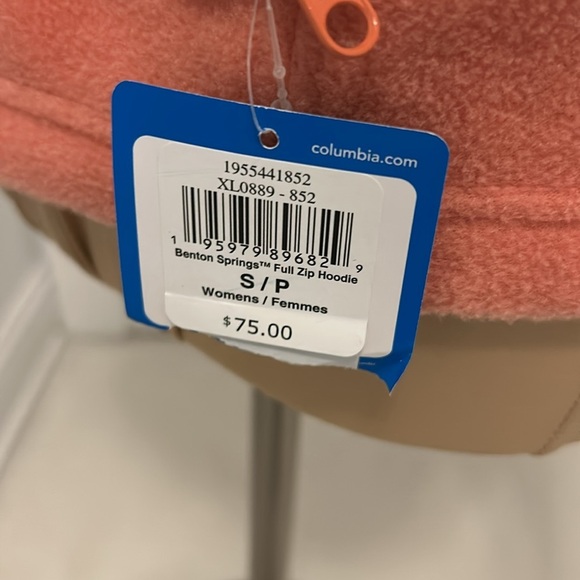 columbia.com
1955441852
XL0889 - 852
1 95979 89682 9
Benton Springs™ Full Zip Hoodie
S / P
Womens / Femmes
$75.00